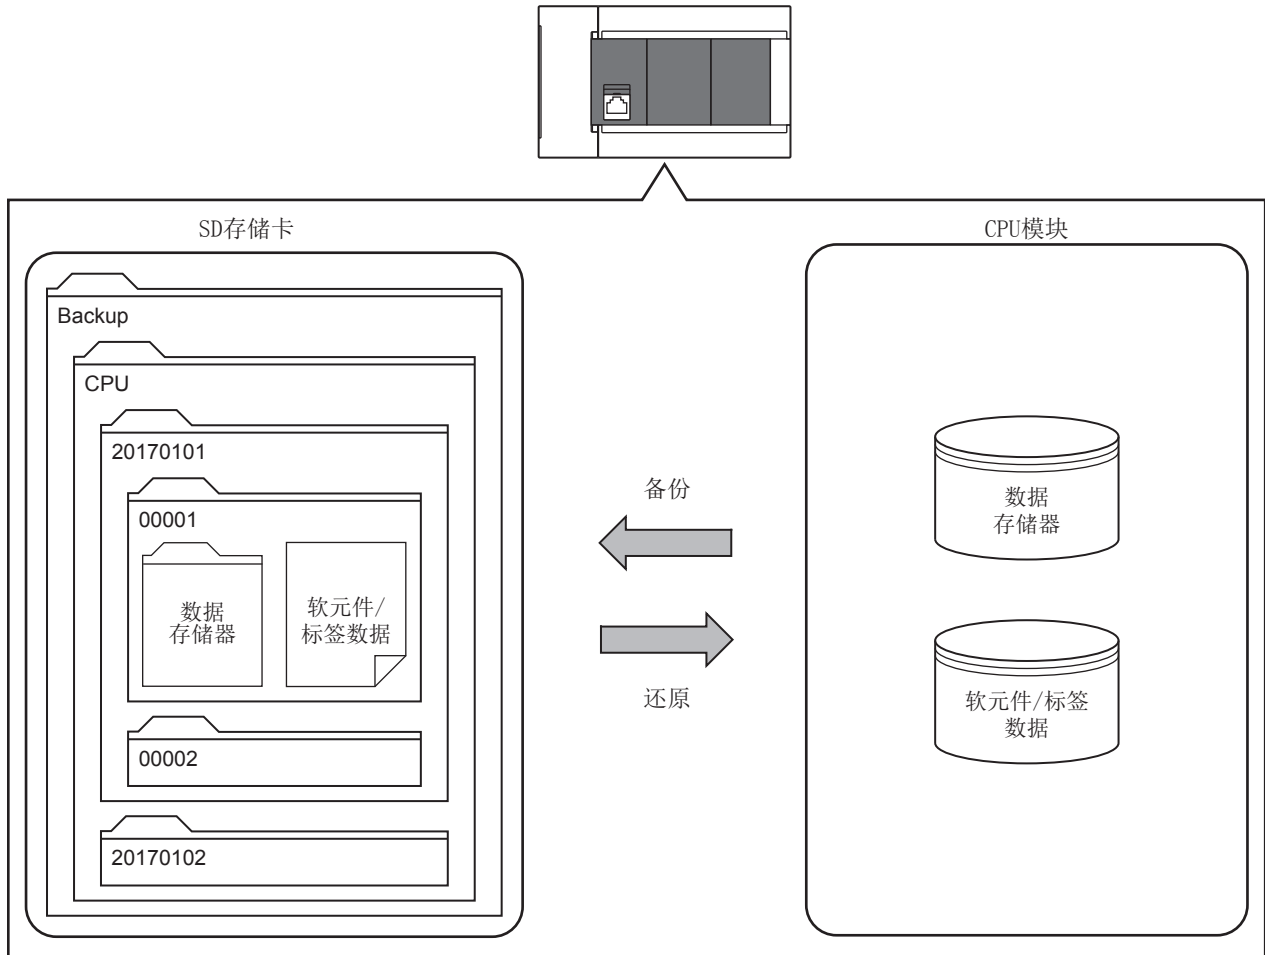 SD存储卡
CPU模块
Backup
CPU
20170101
00001
数据
存储器
软元件/
标签数据
00002
20170102
备份
还原
数据
存储器
软元件/标签
数据